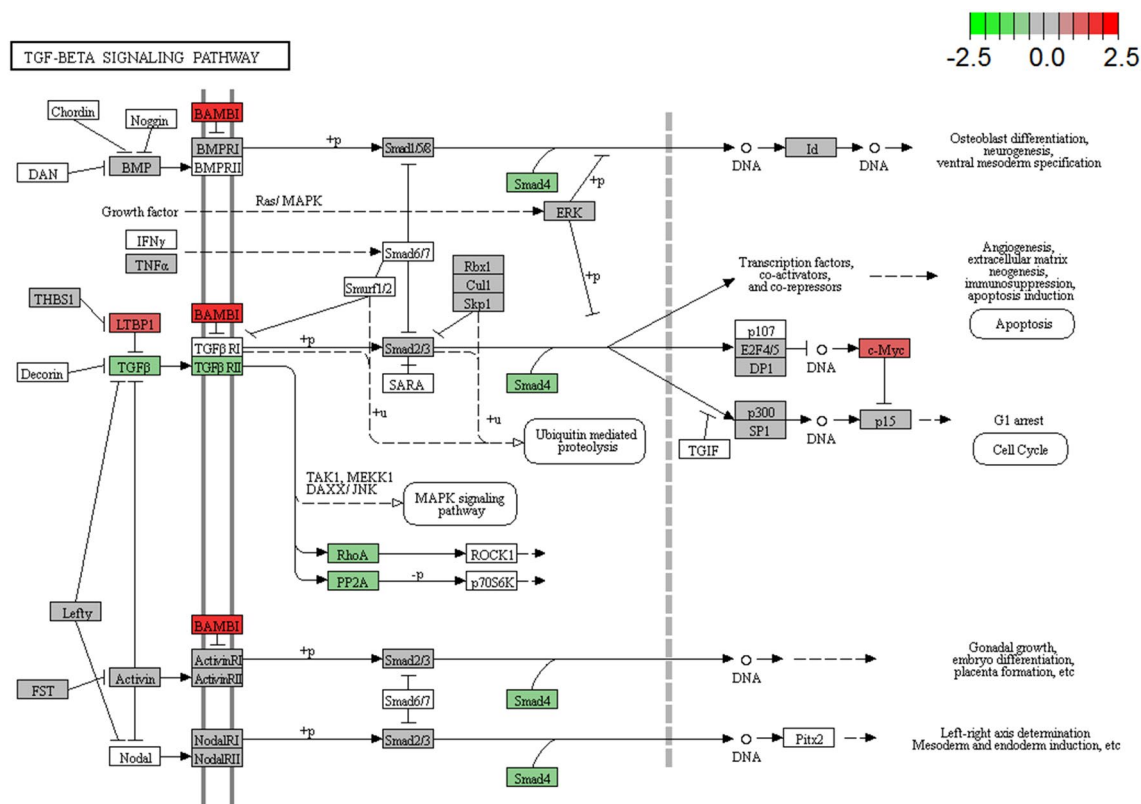 -2.5 0.0 2.5
TGF-BETA SIGNALING PATHWAY
Chordin
Noggin
DAN
BMP
BAMBI
BMPRI
BMPRII
+p
Smad1/5/8
Smad4
DNA
Id
DNA
Osteoblast differentiation,
neurogenesis,
ventral mesoderm specification
Growth factor
Ras/ MAPK
ERK
+p
+p
IFNγ
TNFα
Smad6/7
Smurf1/2
Rbx1
Cul1
Skp1
Transcription factors,
co-activators,
and co-repressors
Angiogenesis,
extracellular matrix
neogenesis,
immunosuppression,
apoptosis induction
Apoptosis
THBS1
LTBP1
Decorin
TGFβ
BAMBI
TGFβ RI
TGFβ RII
+p
Smad2/3
SARA
Smad4
+u
+u
Ubiquitin mediated
proteolysis
p107
E2F4/5
DP1
DNA
c-Myc
p300
SP1
TGIF
DNA
p15
G1 arrest
Cell Cycle
TAK1, MEKK1
DAXX/ JNK
MAPK signaling
pathway
RhoA
ROCK1
PP2A
-p
p70S6K
Lefty
FST
Activin
BAMBI
ActivinRI
ActivinRII
+p
Smad2/3
Smad4
DNA
Gonadal growth,
embryo differentiation,
placenta formation, etc
Smad6/7
Nodal
NodalRI
NodalRII
+p
Smad2/3
Smad4
DNA
Pitx2
Left-right axis determination
Mesoderm and endoderm induction, etc